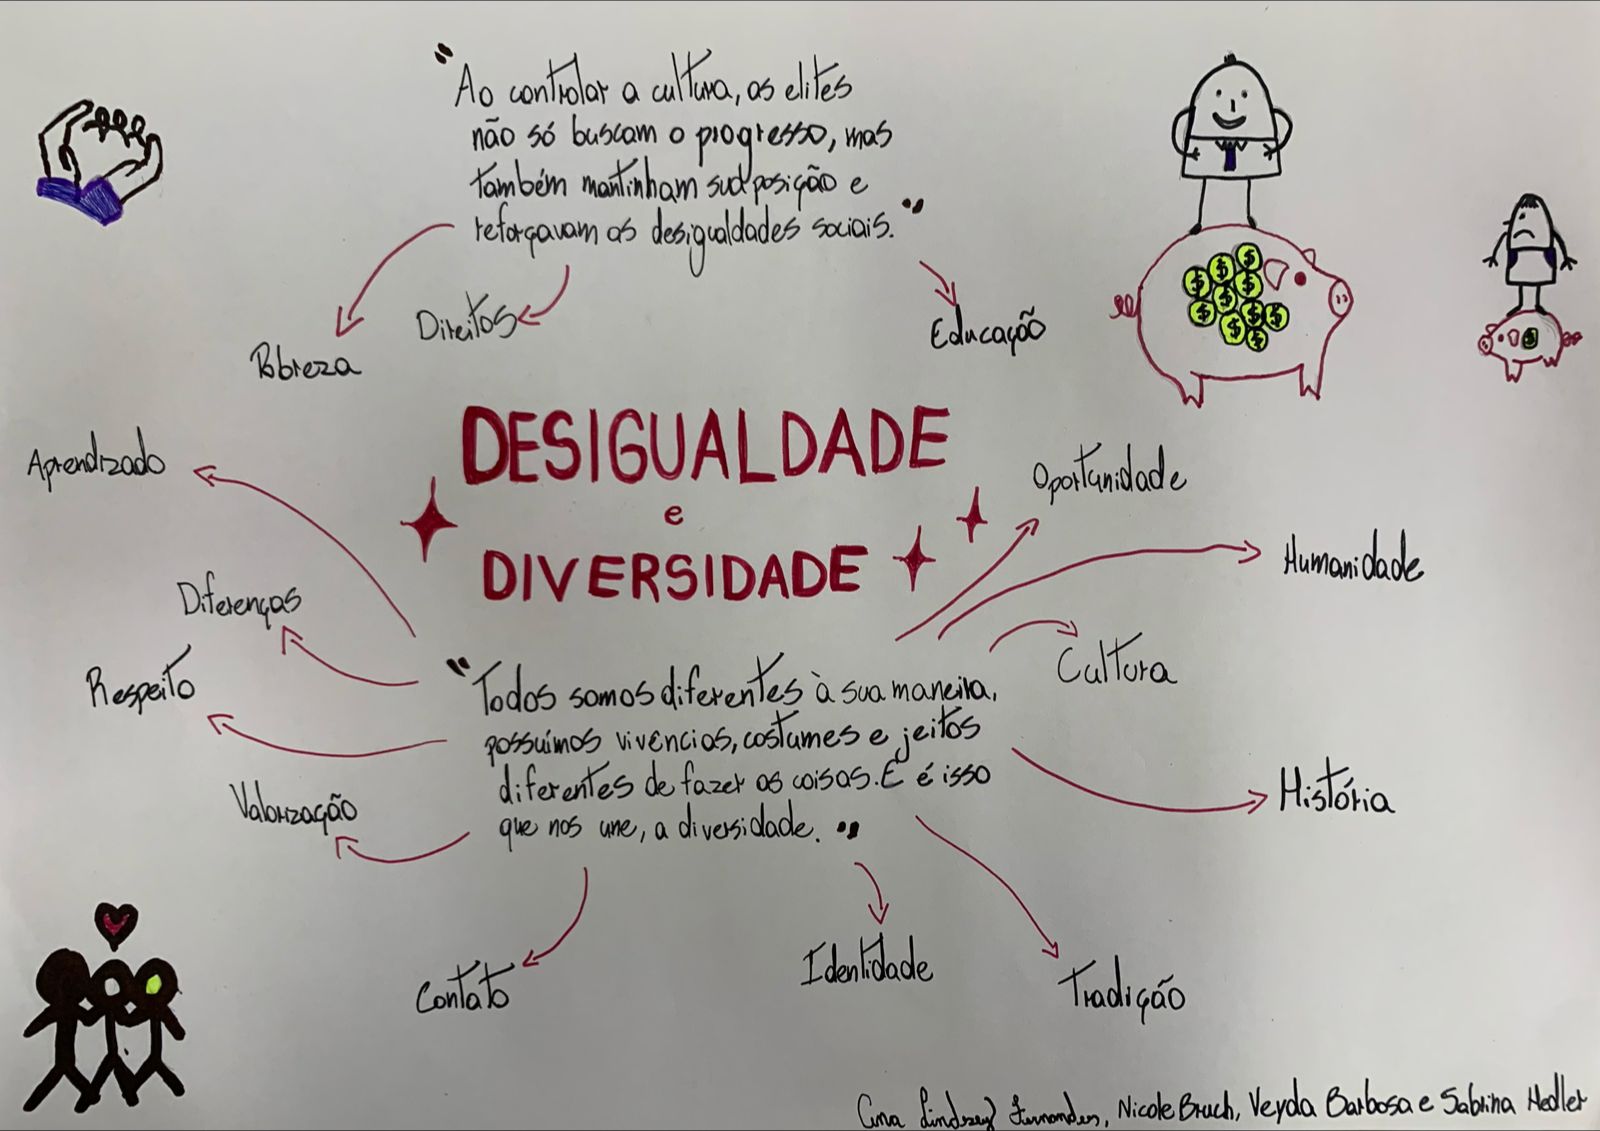 "Ao controlar a cultura, as elites
não só buscam o progresso, mas
também mantinham sua posição e
reforçavam as desigualdades sociais."
Direitos
Educação
Pobreza
DESIGUALDADE
e
DIVERSIDADE
Aprendizado
Oportunidade
Humanidade
Diferenças
Respeito
Cultura
"Todos somos diferentes à sua maneira,
possuímos vivências, costumes e jeitos
diferentes de fazer as coisas. E é isso
que nos une, a diversidade."
Valorização
História
Contato
Identidade
Tradição
$ $ $ $ $ $ $ $ $ $ $
$
Ana Lindsey Fernandes, Nicole Bruch, Veyda Barbosa e Sabrina Hedler